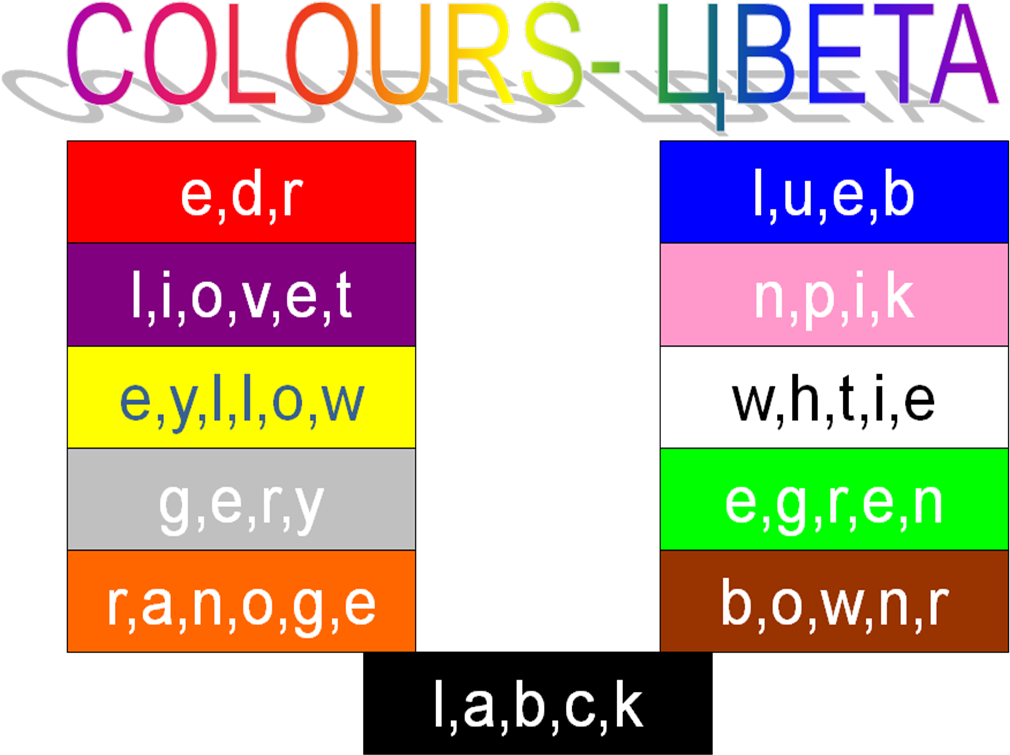 COLOURS- ЦВЕТА
e,d,r
l,i,o,v,e,t
e,y,l,l,o,w
g,e,r,y
r,a,n,o,g,e
l,u,e,b
n,p,i,k
w,h,t,i,e
e,g,r,e,n
b,o,w,n,r
l,a,b,c,k